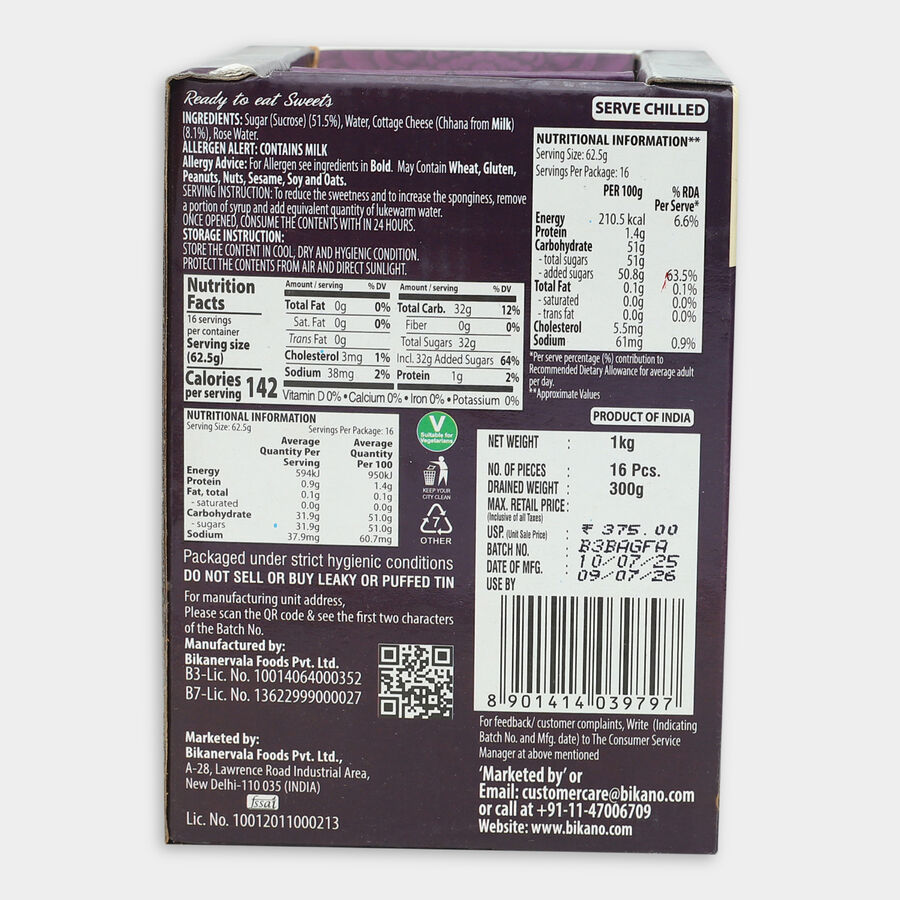 Ready to eat Sweets
INGREDIENTS: Sugar (Sucrose) (51.5%), Water, Cottage Cheese (Chhana from Milk)
(8.1%), Rose Water.
ALLERGEN ALERT: CONTAINS MILK
Allergy Advice: For Allergen see ingredients in Bold. May Contain Wheat, Gluten,
Peanuts, Nuts, Sesame, Soy and Oats.
SERVING INSTRUCTION: To reduce the sweetness and to increase the sponginess, remove
a portion of syrup and add equivalent quantity of lukewarm water.
ONCE OPENED, CONSUME THE CONTENTS WITH IN 24 HOURS.
STORAGE INSTRUCTION:
STORE THE CONTENT IN COOL, DRY AND HYGIENIC CONDITION.
PROTECT THE CONTENTS FROM AIR AND DIRECT SUNLIGHT.
SERVE CHILLED
NUTRITIONAL INFORMATION**
Serving Size: 62.5g
Servings Per Package: 16
PER 100g % RDA
Per Serve*
Energy 210.5 kcal 6.6%
Protein 1.4g
Carbohydrate 51g
- total sugars 51g
- added sugars 50.8g 63.5%
Total Fat 0.1g 0.1%
- saturated 0.0g 0.0%
- trans fat 0.0g 0.0%
Cholesterol 5.5mg
Sodium 61mg 0.9%
*Per serve percentage (%) contribution to
Recommended Dietary Allowance for average adult
per day.
**Approximate Values
Nutrition
Facts
16 servings
per container
Serving size
(62.5g)
Calories
per serving 142
Amount / serving % DV
Total Fat 0g 0%
Sat. Fat 0g 0%
Trans Fat 0g
Cholesterol 3mg 1%
Sodium 38mg 2%
Amount / serving % DV
Total Carb. 32g 12%
Fiber 0g 0%
Total Sugars 32g
Incl. 32g Added Sugars 64%
Protein 1g 2%
Vitamin D 0% • Calcium 0% • Iron 0% • Potassium 0%
NUTRITIONAL INFORMATION
Serving Size: 62.5g Servings Per Package: 16
Average Average
Quantity Per Quantity
Serving Per 100
Energy 594kJ 950kJ
Protein 0.9g 1.4g
Fat, total 0.1g 0.1g
- saturated 0.0g 0.0g
Carbohydrate 31.9g 51.0g
- sugars 31.9g 51.0g
Sodium 37.9mg 60.7mg
V
Suitable for
Vegetarians
KEEP YOUR
CITY CLEAN
7
OTHER
PRODUCT OF INDIA
NET WEIGHT : 1kg
NO. OF PIECES : 16 Pcs.
DRAINED WEIGHT : 300g
MAX. RETAIL PRICE :
(Inclusive of all Taxes)
USP. (Unit Sale Price) : ₹ 375.00
BATCH NO. : B3BAGFA
DATE OF MFG. : 10/07/25
USE BY 09/07/26
8 901414 039797
Packaged under strict hygienic conditions
DO NOT SELL OR BUY LEAKY OR PUFFED TIN
For manufacturing unit address,
Please scan the QR code & see the first two characters
of the Batch No.
Manufactured by:
Bikanervala Foods Pvt. Ltd.
B3-Lic. No. 10014064000352
B7-Lic. No. 13622999000027
Marketed by:
Bikanervala Foods Pvt. Ltd.,
A-28, Lawrence Road Industrial Area,
New Delhi-110 035 (INDIA)
fssai
Lic. No. 10012011000213
For feedback/ customer complaints, Write (Indicating
Batch No. and Mfg. date) to The Consumer Service
Manager at above mentioned
'Marketed by' or
Email: customercare@bikano.com
or call at +91-11-47006709
Website: www.bikano.com